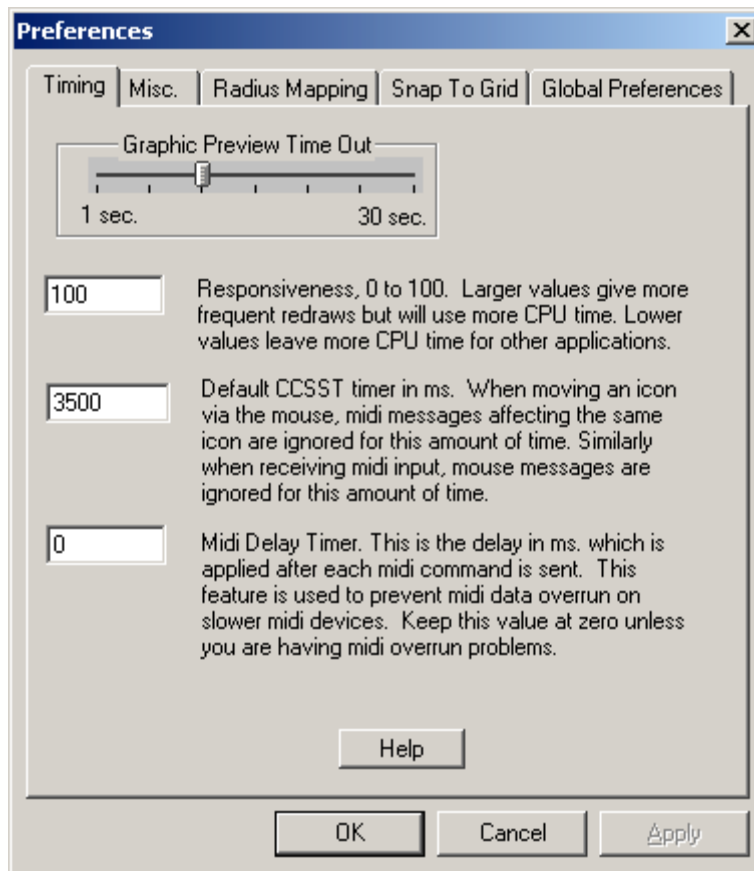 Preferences
Timing
Misc.
Radius Mapping
Snap To Grid
Global Preferences
Graphic Preview Time Out
1 sec.
30 sec.
100
Responsiveness, 0 to 100.  Larger values give more
frequent redraws but will use more CPU time. Lower
values leave more CPU time for other applications.
3500
Default CCSST timer in ms.  When moving an icon
via the mouse, midi messages affecting the same
icon are ignored for this amount of time. Similarly
when receiving midi input, mouse messages are
ignored for this amount of time.
0
Midi Delay Timer. This is the delay in ms. which is
applied after each midi command is sent.  This
feature is used to prevent midi data overrun on
slower midi devices.  Keep this value at zero unless
you are having midi overrun problems.
Help
OK
Cancel
Apply